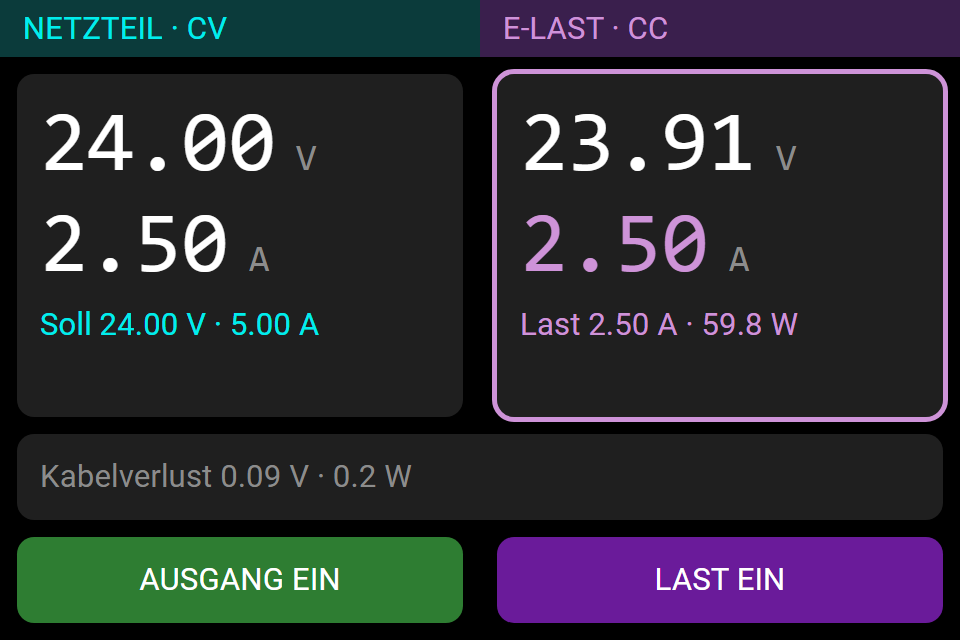 NETZTEIL · CV
24.00 V
2.50 A
Soll 24.00 V · 5.00 A
E-LAST · CC
23.91 V
2.50 A
Last 2.50 A · 59.8 W
Kabelverlust 0.09 V · 0.2 W
AUSGANG EIN
LAST EIN